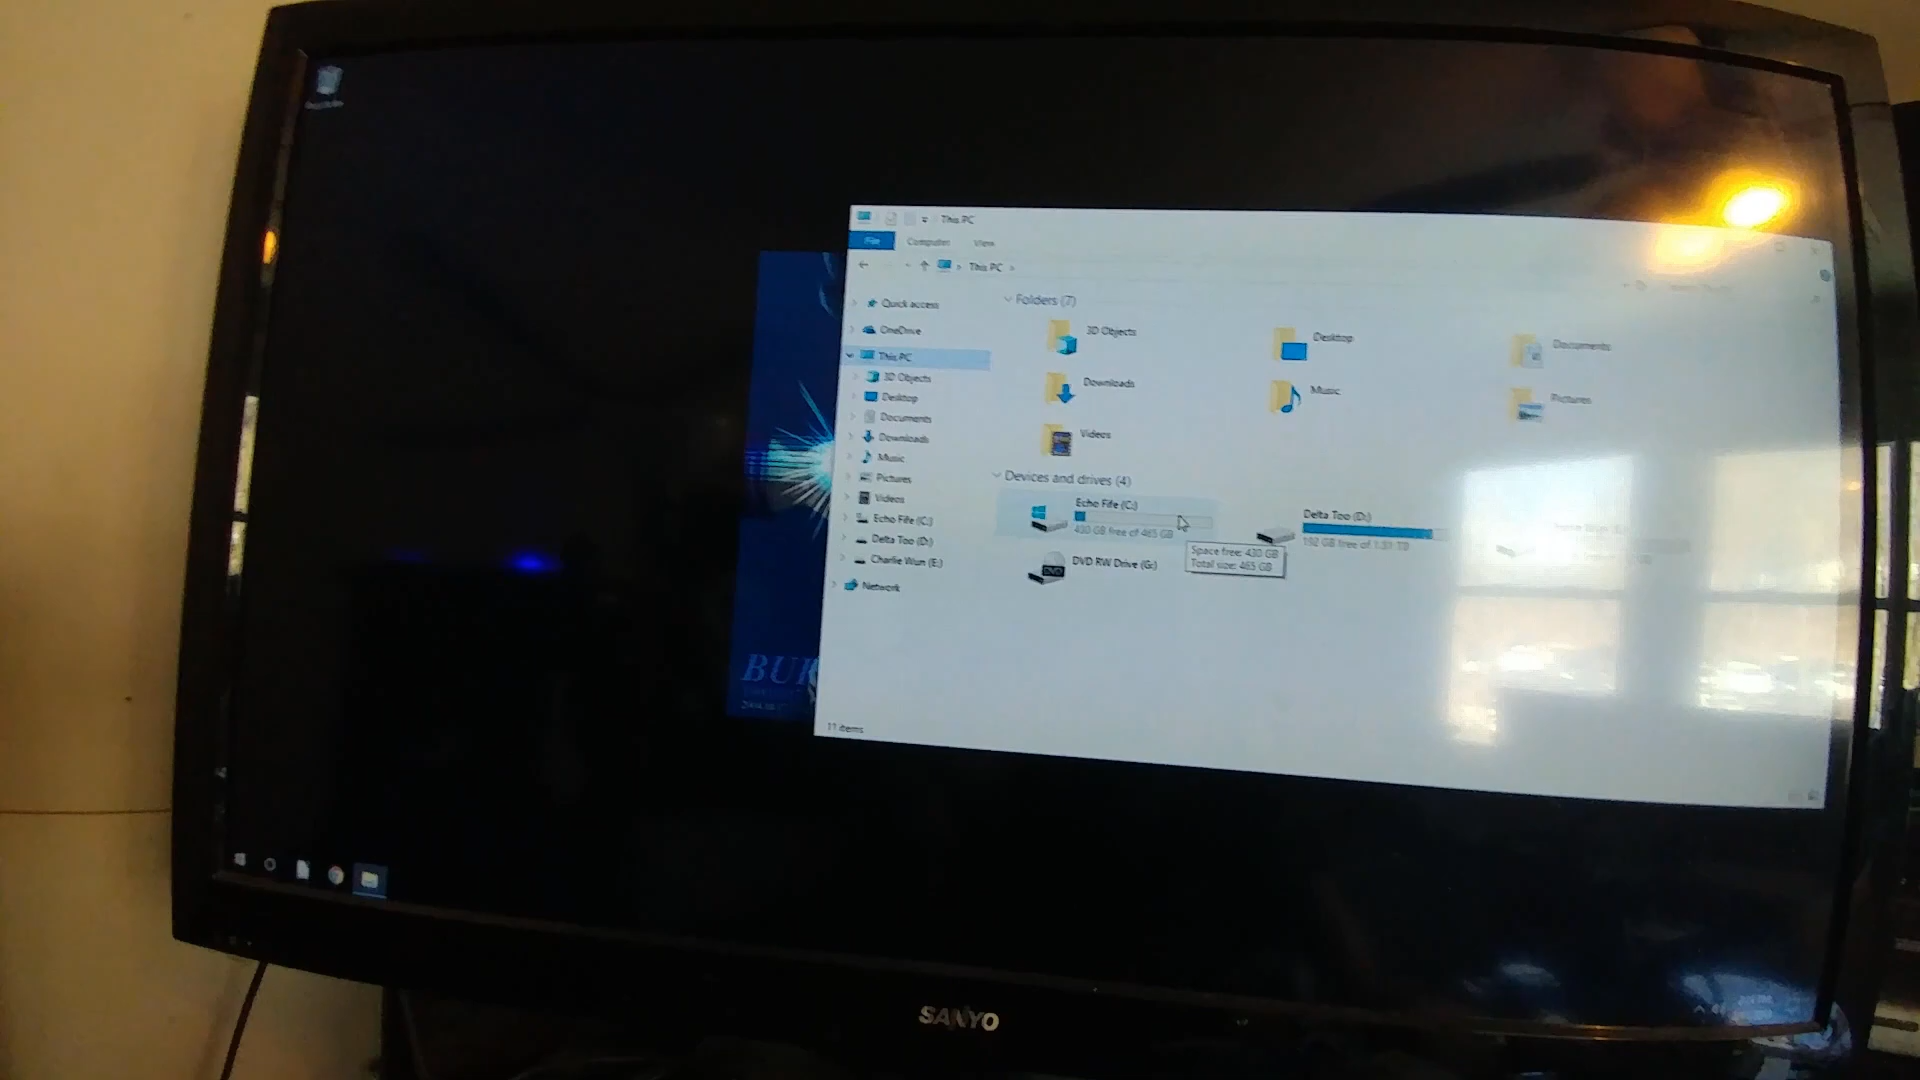 This PC
File Computer View
This PC
Quick access
OneDrive
This PC
3D Objects
Desktop
Documents
Downloads
Music
Pictures
Videos
Echo Fife (C:)
Delta Too (D:)
Charlie Wun (E:)
Network
Folders (7)
3D Objects
Desktop
Documents
Downloads
Music
Pictures
Videos
Devices and drives (4)
Echo Fife (C:)
430 GB free of 465 GB
Delta Too (D:)
192 GB free of 1.81 TB
DVD RW Drive (G:)
DVD
Space free: 430 GB
Total size: 465 GB
11 items
SANYO